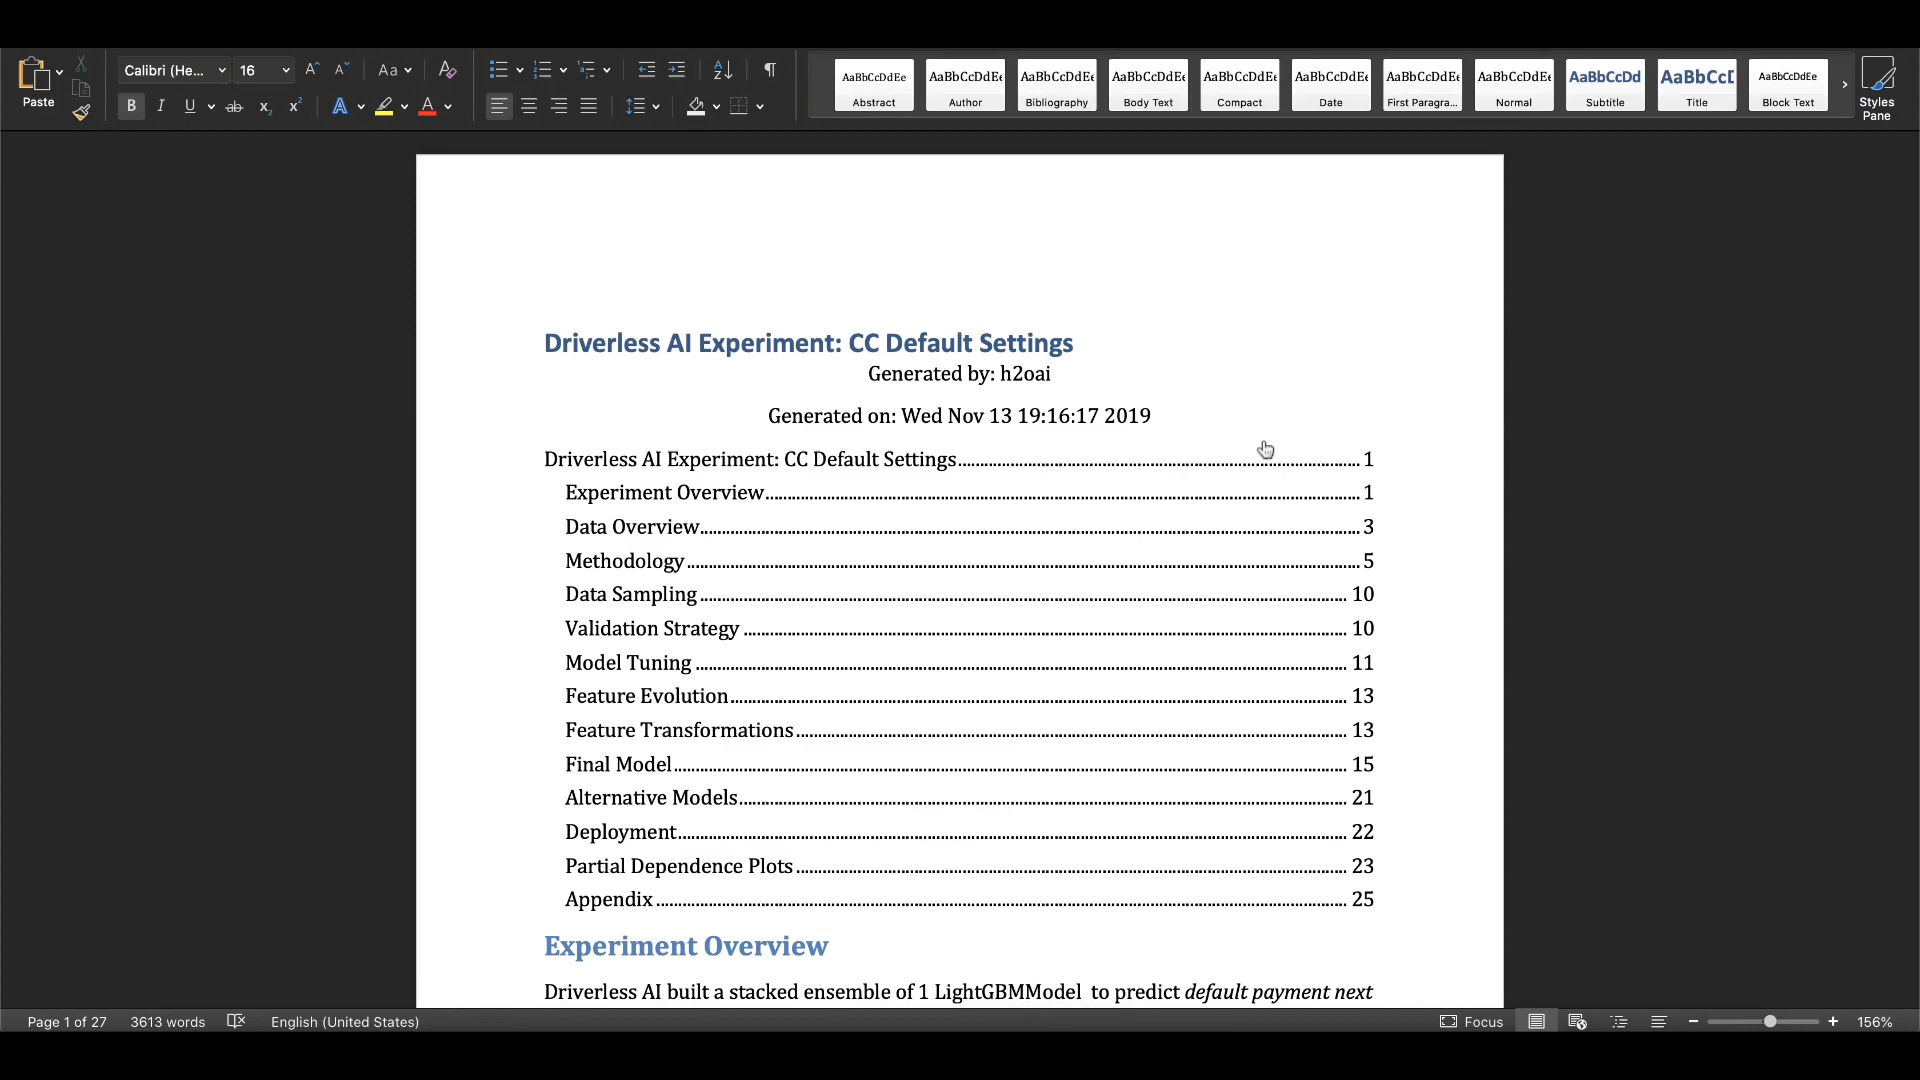 Paste
Calibri (He...
16
AaBbCcDdEe
Abstract
AaBbCcDdEe
Author
AaBbCcDdEe
Bibliography
AaBbCcDdEe
Body Text
AaBbCcDdEe
Compact
AaBbCcDdEe
Date
AaBbCcDdEe
First Paragra...
AaBbCcDdEe
Normal
AaBbCcDd
Subtitle
AaBbCcD
Title
AaBbCcDdEe
Block Text
Styles
Pane
Driverless AI Experiment: CC Default Settings
Generated by: h2oai
Generated on: Wed Nov 13 19:16:17 2019
Driverless AI Experiment: CC Default Settings 1
Experiment Overview 1
Data Overview 3
Methodology 5
Data Sampling 10
Validation Strategy 10
Model Tuning 11
Feature Evolution 13
Feature Transformations 13
Final Model 15
Alternative Models 21
Deployment 22
Partial Dependence Plots 23
Appendix 25
Experiment Overview
Driverless AI built a stacked ensemble of 1 LightGBMModel to predict default payment next
Page 1 of 27
3613 words
English (United States)
Focus
156%